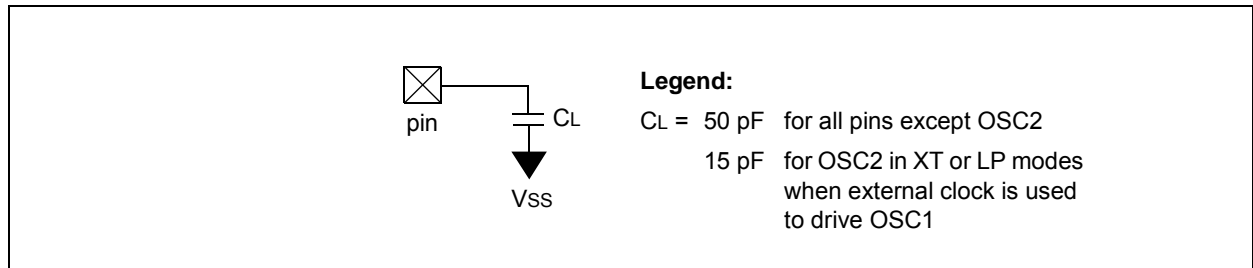 pin
CL
VSS
Legend:
CL = 50 pF for all pins except OSC2
15 pF for OSC2 in XT or LP modes
when external clock is used
to drive OSC1